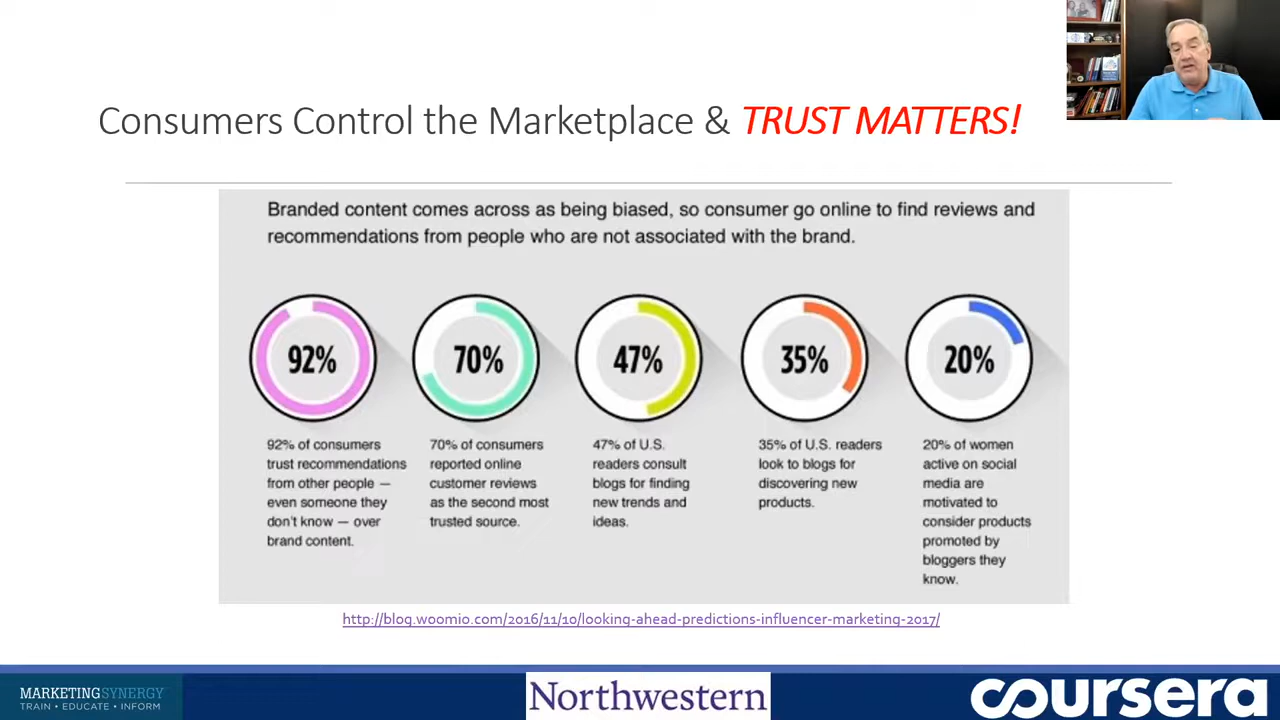 Consumers Control the Marketplace & TRUST MATTERS!
Branded content comes across as being biased, so consumer go online to find reviews and
recommendations from people who are not associated with the brand.
92%
70%
47%
35%
20%
92% of consumers
trust recommendations
from other people —
even someone they
don't know — over
brand content.
70% of consumers
reported online
customer reviews
as the second most
trusted source.
47% of U.S.
readers consult
blogs for finding
new trends and
ideas.
35% of U.S. readers
look to blogs for
discovering new
products.
20% of women
active on social
media are
motivated to
consider products
promoted by
bloggers they
know.
http://blog.woomio.com/2016/11/10/looking-ahead-predictions-influencer-marketing-2017/
MARKETINGSYNERGY
TRAIN • EDUCATE • INFORM
Northwestern
coursera